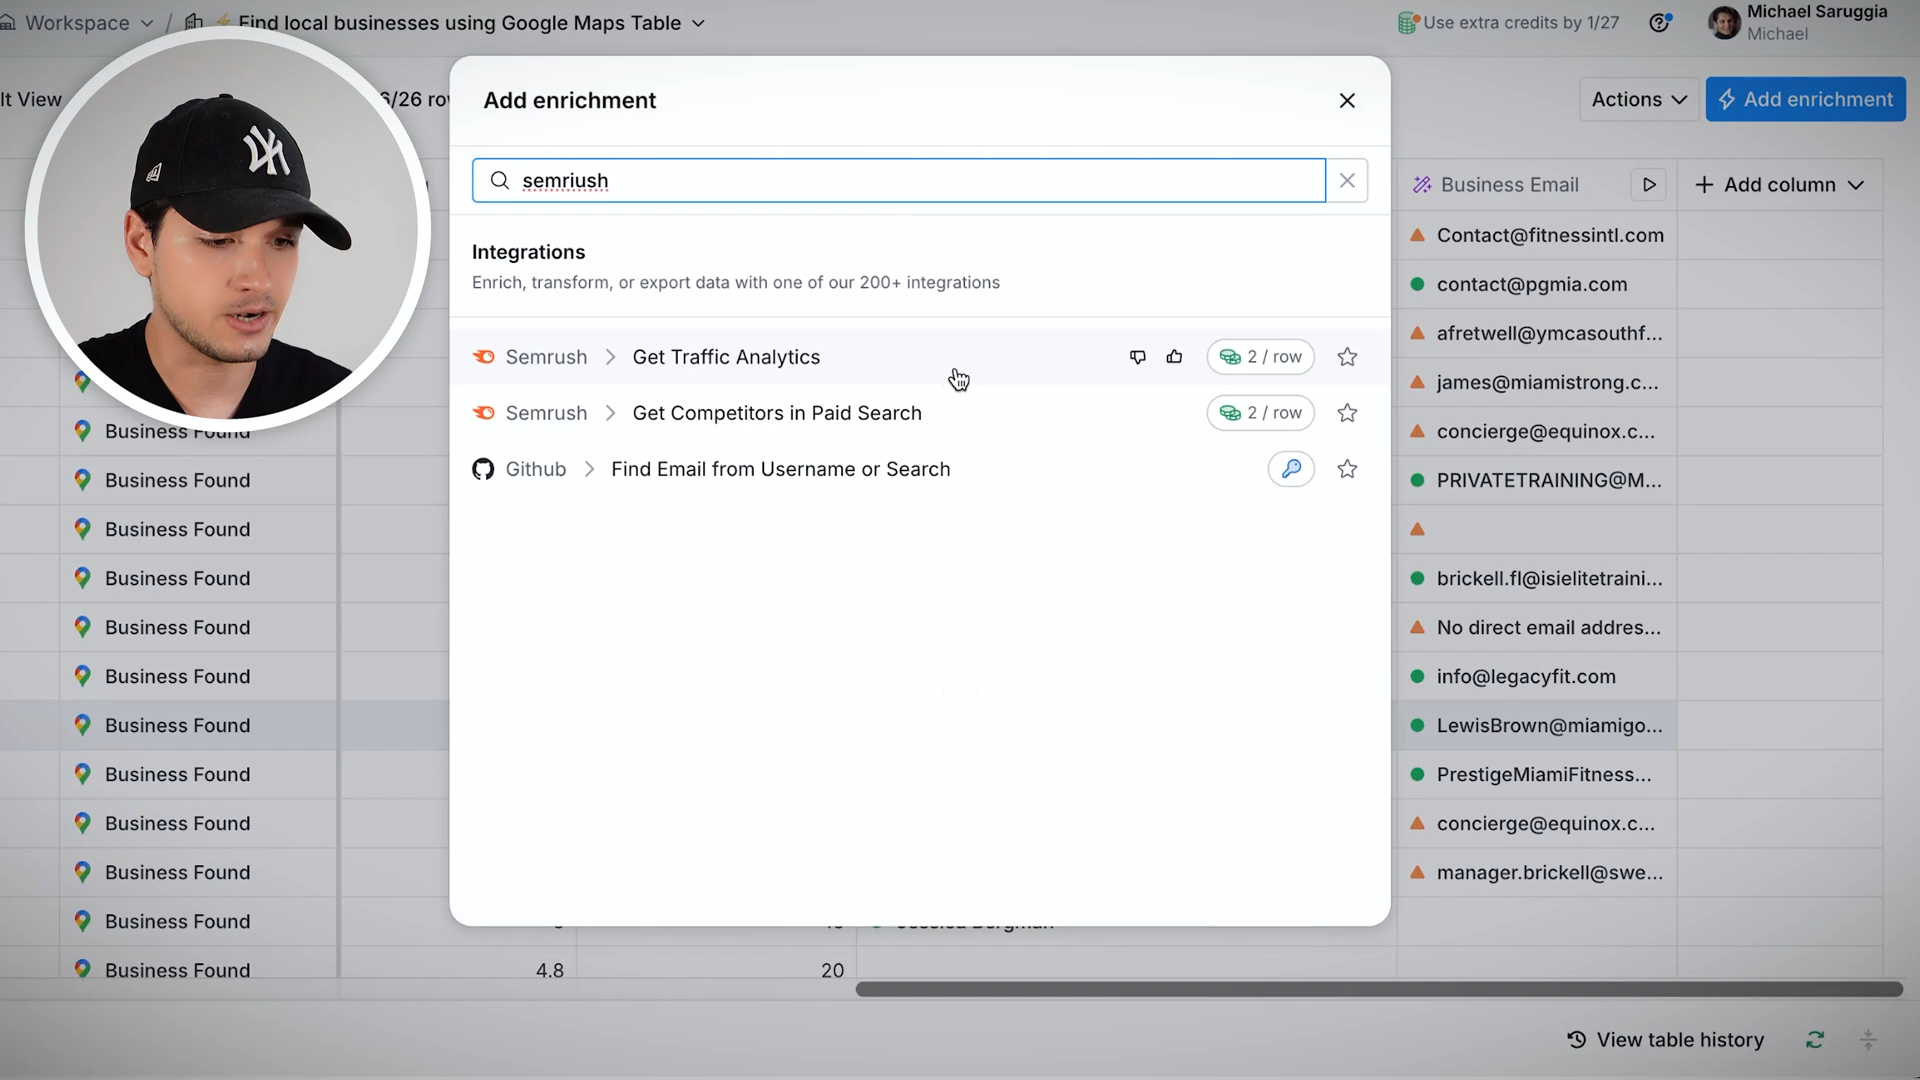 Workspace / Find local businesses using Google Maps Table
Use extra credits by 1/27
Michael Saruggia
Michael
lt View
6/26 ro
Actions
Add enrichment
Add enrichment
semriush
Integrations
Enrich, transform, or export data with one of our 200+ integrations
Semrush > Get Traffic Analytics 2 / row
Semrush > Get Competitors in Paid Search 2 / row
Github > Find Email from Username or Search
Business Email
+ Add column
Contact@fitnessintl.com
contact@pgmia.com
afretwell@ymcasouthf...
james@miamistrong.c...
Business Found
concierge@equinox.c...
Business Found
PRIVATETRAINING@M...
Business Found
Business Found
brickell.fl@isielitetraini...
Business Found
No direct email addres...
Business Found
info@legacyfit.com
Business Found
LewisBrown@miamigo...
Business Found
PrestigeMiamiFitness...
Business Found
concierge@equinox.c...
Business Found
manager.brickell@swe...
Business Found
Business Found
4.8
20
View table history